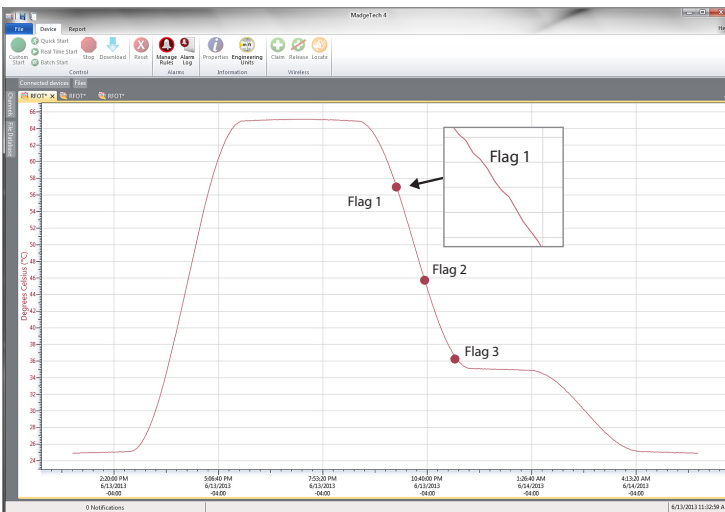 MadgeTech 4
File Device Report He
Custom Start
Quick Start
Real Time Start
Batch Start
Stop Download Reset
Manage Rules Alarm Log
Properties Engineering Units
Claim Release Locate
Control Alarms Information Wireless
Connected devices Files
RFOT* x RFOT* RFOT*
Channels
File Database
Degrees Celsius (°C)
66
64
62
60
58
56
54
52
50
48
46
44
42
40
38
36
34
32
30
28
26
24
Flag 1
Flag 1
Flag 2
Flag 3
2:20:00 PM 5:06:40 PM 7:53:20 PM 10:40:00 PM 1:26:40 AM 4:13:20 AM
6/13/2013 6/13/2013 6/13/2013 6/13/2013 6/14/2013 6/14/2013
-04:00 -04:00 -04:00 -04:00 -04:00 -04:00
0 Notifications 6/13/2013 11:32:59 A